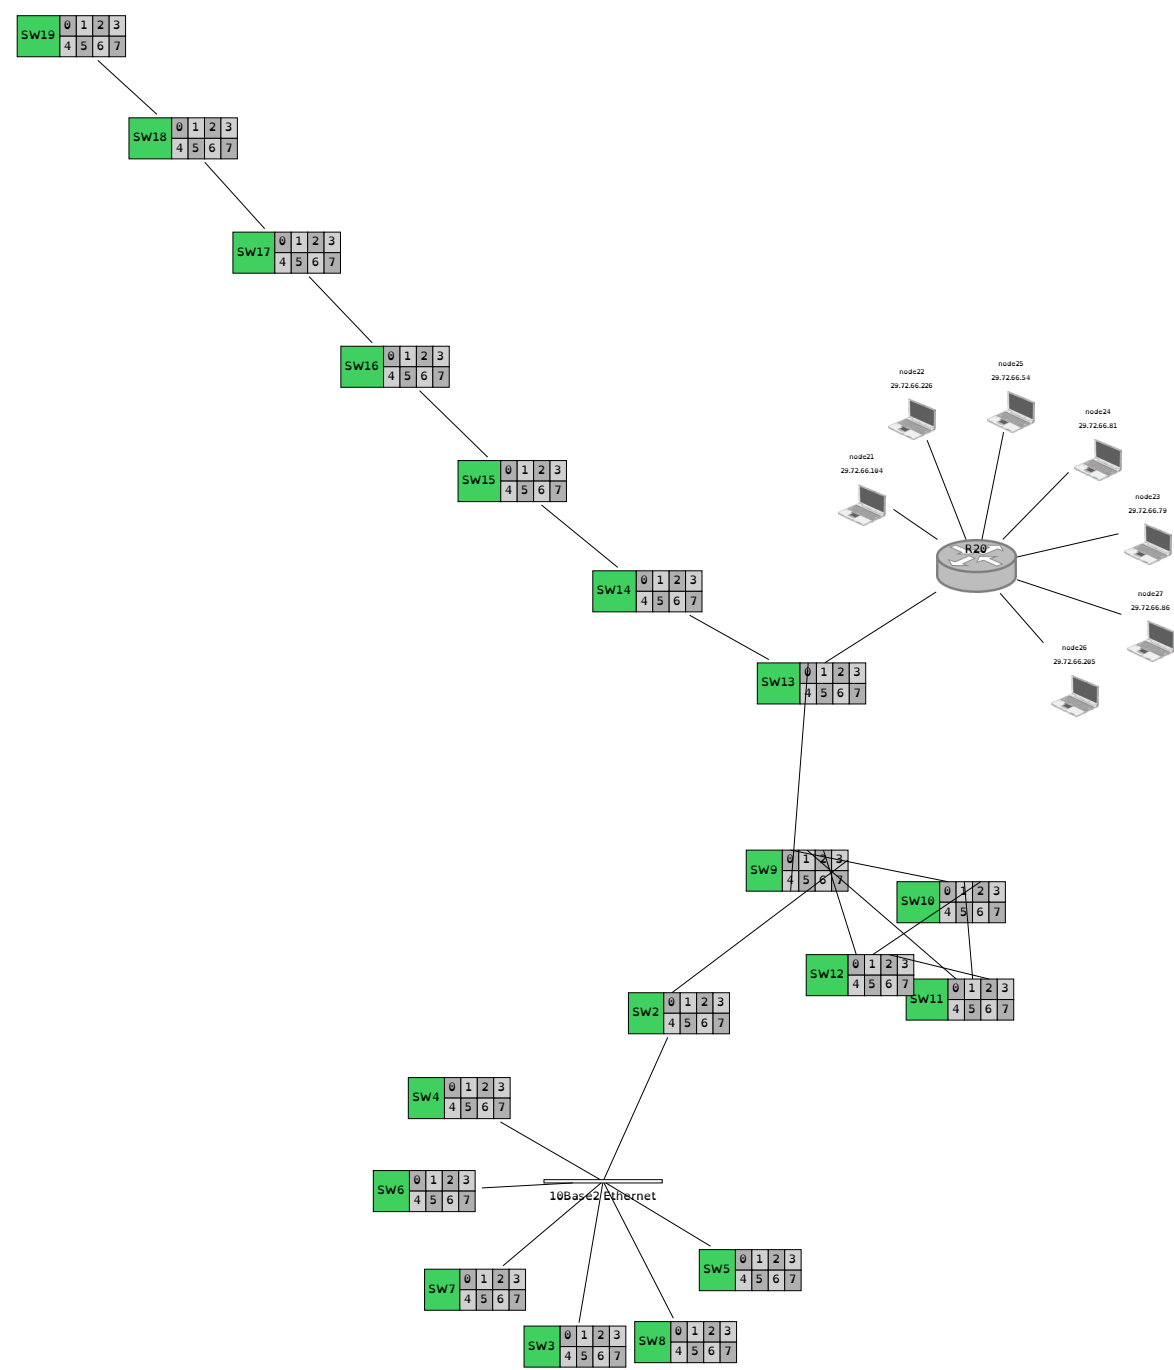 SW19 0 1 2 3
4 5 6 7
SW18 0 1 2 3
4 5 6 7
SW17 0 1 2 3
4 5 6 7
SW16 0 1 2 3
4 5 6 7
node25
29.72.66.54
node22
29.72.66.226
node24
29.72.66.81
node21
29.72.66.104
SW15 0 1 2 3
4 5 6 7
node23
29.72.66.79
R20
SW14 0 1 2 3
4 5 6 7
node27
29.72.66.86
node26
29.72.66.205
SW13 0 1 2 3
4 5 6 7
SW9 0 1 2 3
4 5 6 7
SW10 0 1 2 3
4 5 6 7
SW12 0 1 2 3
4 5 6 7
SW11 0 1 2 3
4 5 6 7
SW2 0 1 2 3
4 5 6 7
SW4 0 1 2 3
4 5 6 7
SW6 0 1 2 3
4 5 6 7
10Base2 Ethernet
SW5 0 1 2 3
4 5 6 7
SW7 0 1 2 3
4 5 6 7
SW3 0 1 2 3
4 5 6 7
SW8 0 1 2 3
4 5 6 7